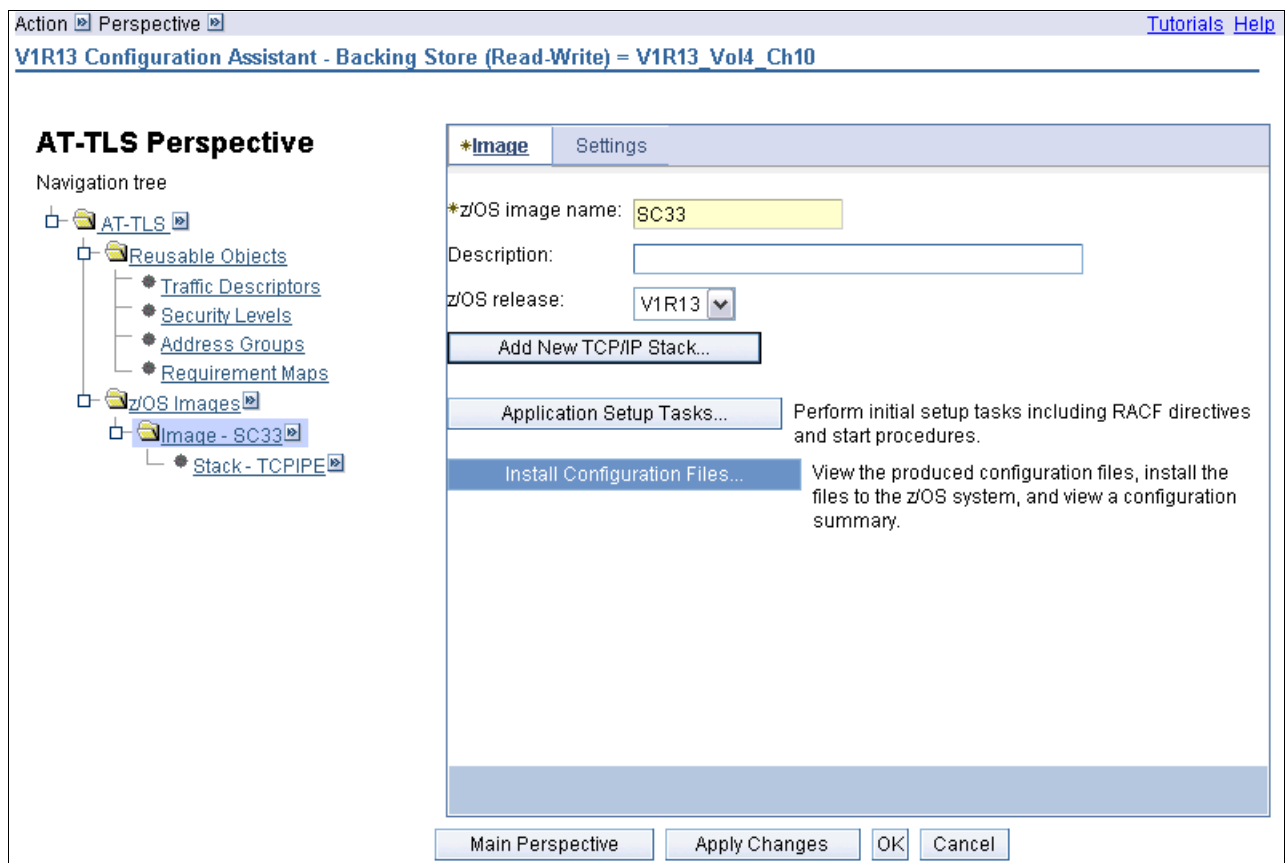 Action Perspective Tutorials Help
V1R13 Configuration Assistant - Backing Store (Read-Write) = V1R13_Vol4_Ch10
AT-TLS Perspective
Navigation tree
AT-TLS
Reusable Objects
Traffic Descriptors
Security Levels
Address Groups
Requirement Maps
z/OS Images
Image - SC33
Stack - TCPIPE
*Image Settings
*z/OS image name: SC33
Description:
z/OS release: V1R13
Add New TCP/IP Stack...
Application Setup Tasks... Perform initial setup tasks including RACF directives
and start procedures.
Install Configuration Files... View the produced configuration files, install the
files to the z/OS system, and view a configuration
summary.
Main Perspective Apply Changes OK Cancel